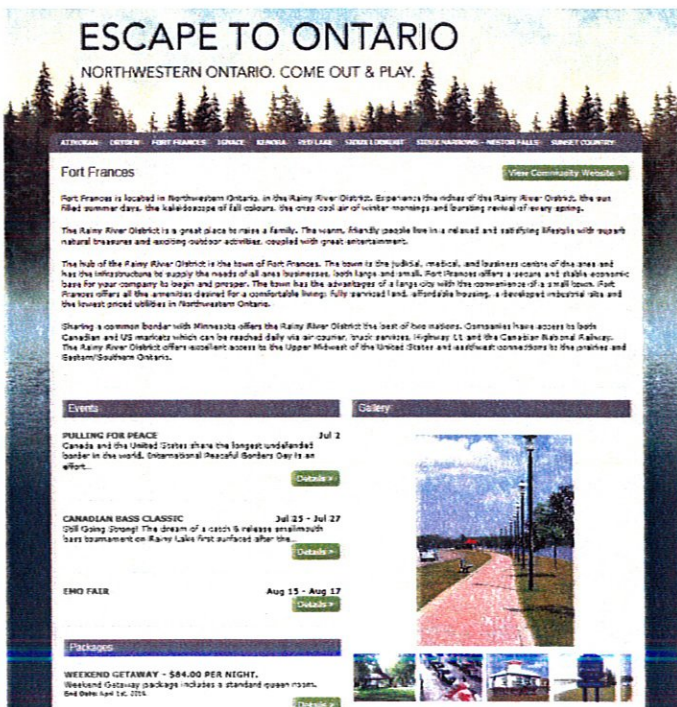 ESCAPE TO ONTARIO
NORTHWESTERN ONTARIO. COME OUT & PLAY.
ATIKOKAN DRYDEN FORT FRANCES IGNACE KENORA RED LAKE SIOUX LOOKOUT SIOUX NARROWS - NESTOR FALLS SUNSET COUNTRY
Fort Frances
View Community Website >
Fort Frances is located in Northwestern Ontario, in the Rainy River District. Experience the riches of the Rainy River District, the sun
filled summer days, the kaleidoscope of fall colours, the crisp cool air of winter mornings and bursting revival of every spring.
The Rainy River District is a great place to raise a family. The warm, friendly people live in a relaxed and satisfying lifestyle with superb
natural treasures and exciting outdoor activities, coupled with great entertainment.
The hub of the Rainy River District is the town of Fort Frances. The town is the judicial, medical, and business centre of the area and
has the infrastructure to supply the needs of all area businesses, both large and small. Fort Frances offers a secure and stable economic
base for your company to begin and prosper. The town has the advantages of a large city with the convenience of a small town. Fort
Frances offers all the amenities desired for a comfortable living; fully serviced land, affordable housing, a developed industrial site and
the lowest priced utilities in Northwestern Ontario.
Sharing a common border with Minnesota offers the Rainy River District the best of two nations. Companies have access to both
Canadian and US markets which can be reached daily via air courier, truck services, Highway 11 and the Canadian National Railway.
The Rainy River District offers excellent access to the Upper Midwest of the United States and east/west connections to the prairies and
Eastern/Southern Ontario.
Events
Gallery
PULLING FOR PEACE Jul 2
Canada and the United States share the longest undefended
border in the world. International Peaceful Borders Day is an
effort...
Details >
CANADIAN BASS CLASSIC Jul 25 - Jul 27
Still Going Strong! The dream of a catch & release smallmouth
bass tournament on Rainy Lake first surfaced after the...
Details >
EMO FAIR Aug 15 - Aug 17
Details >
Packages
WEEKEND GETAWAY - $84.00 PER NIGHT.
Weekend Getaway package includes a standard queen room.
End Date: April 1st,
Details >